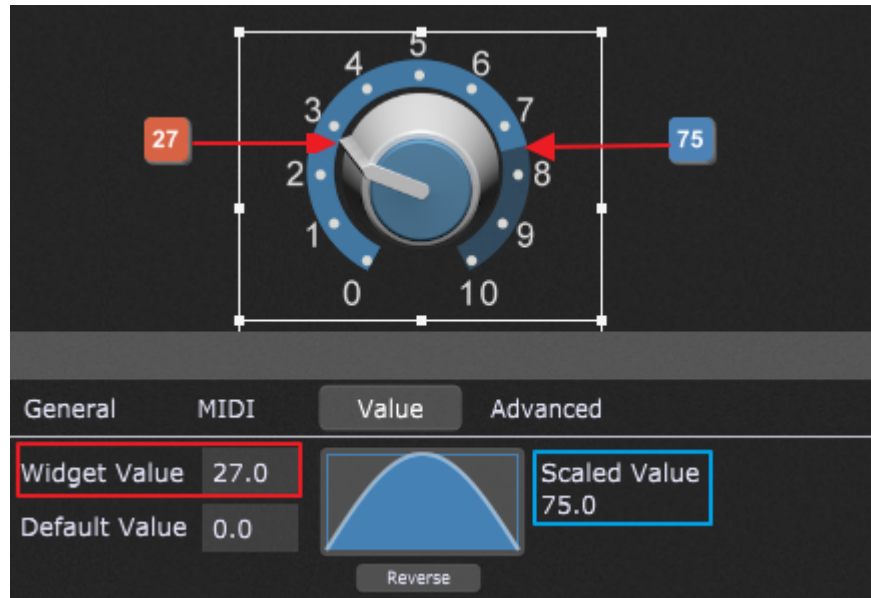 5
4
6
3
7
27
75
2
8
1
9
0
10
General
MIDI
Value
Advanced
Widget Value
27.0
Scaled Value
75.0
Default Value
0.0
Reverse